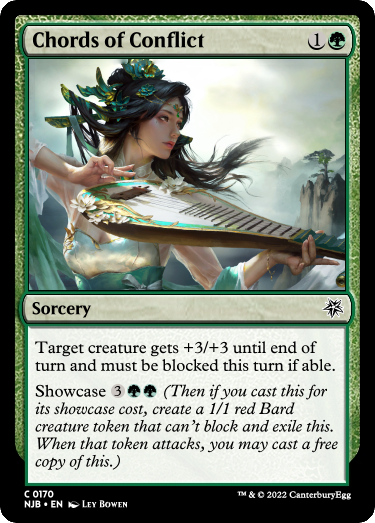 Chords of Conflict 1
Sorcery
Target creature gets +3/+3 until end of
turn and must be blocked this turn if able.
Showcase 3 (Then if you cast this for
its showcase cost, create a 1/1 red Bard
creature token that can't block and exile this.
When that token attacks, you may cast a free
copy of this.)
C 0170
NJB • EN Ley Bowen
™ & © 2022 CanterburyEgg